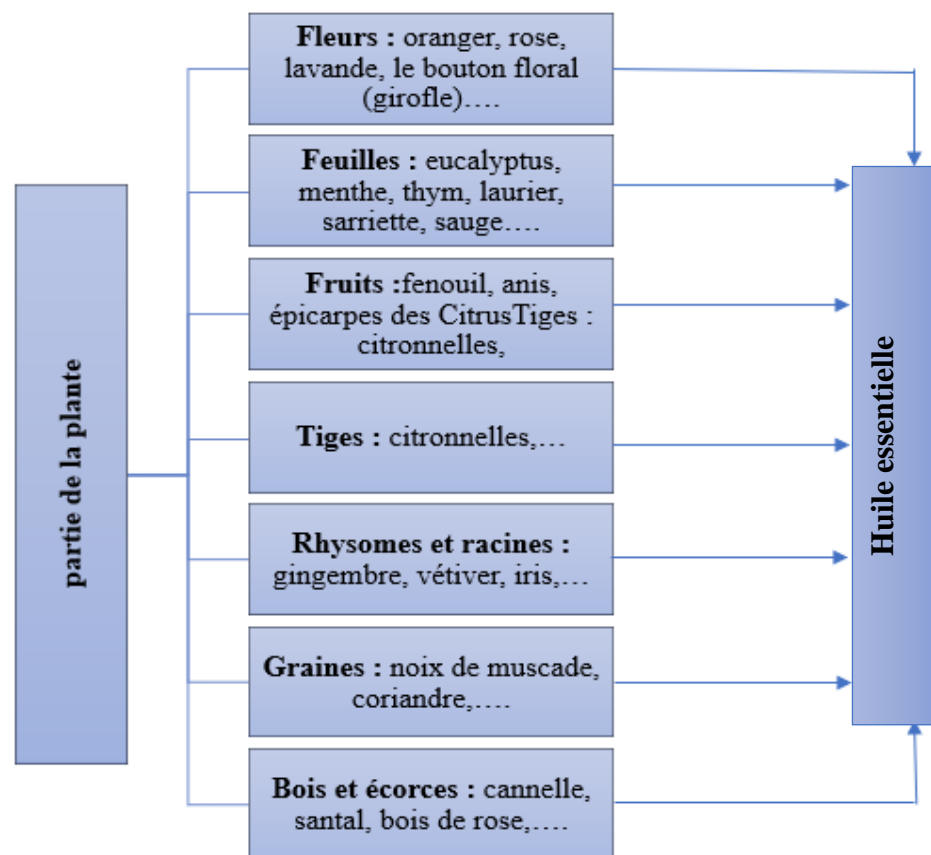 partie de la plante
Fleurs : oranger, rose,
lavande, le bouton floral
(girofle)….
Feuilles : eucalyptus,
menthe, thym, laurier,
sarriette, sauge….
Fruits :fenouil, anis,
épicarpes des CitrusTiges :
citronnelles,
Tiges : citronnelles,…
Rhysomes et racines :
gingembre, vétiver, iris,…
Graines : noix de muscade,
coriandre,….
Bois et écorces : cannelle,
santal, bois de rose,….
Huile essentielle